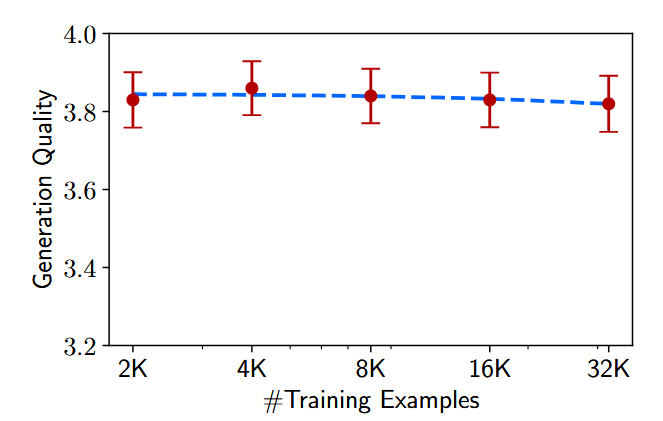 4.0
3.8
3.6
3.4
3.2
Generation Quality
2K 4K 8K 16K 32K
#Training Examples